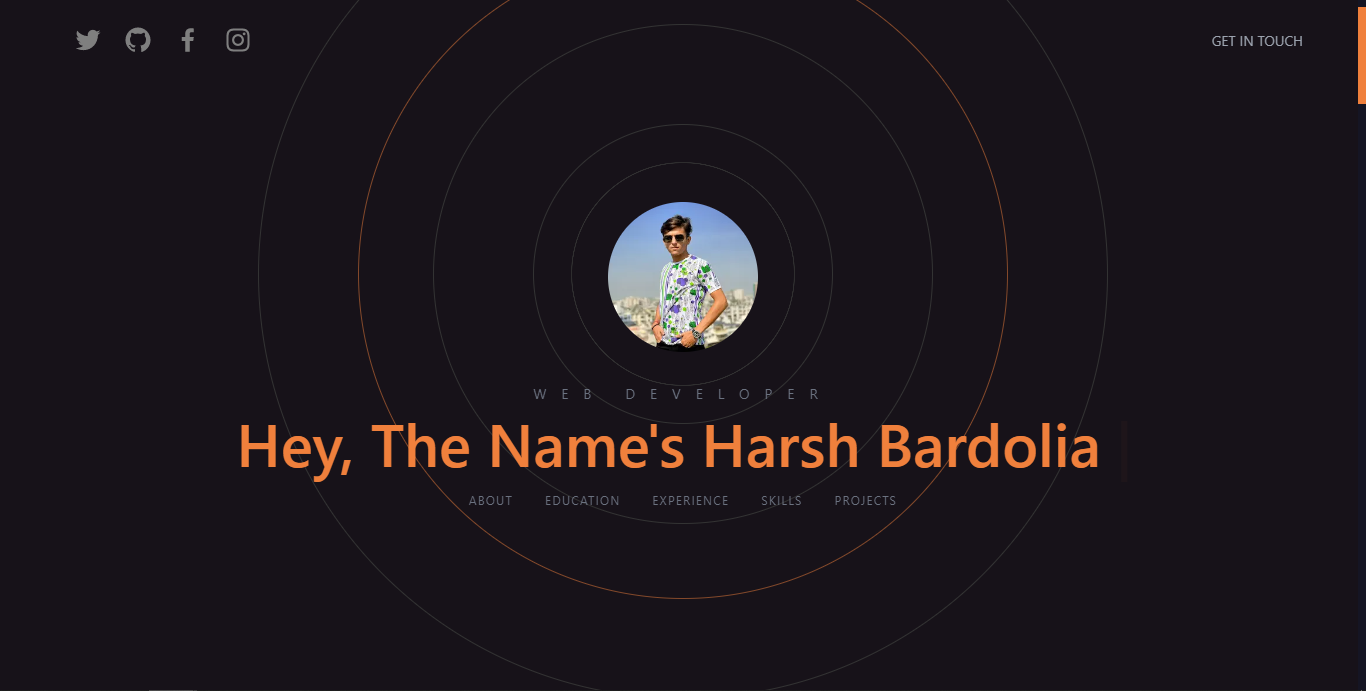 GET IN TOUCH
WEB DEVELOPER
Hey, The Name's Harsh Bardolia
ABOUT EDUCATION EXPERIENCE SKILLS PROJECTS